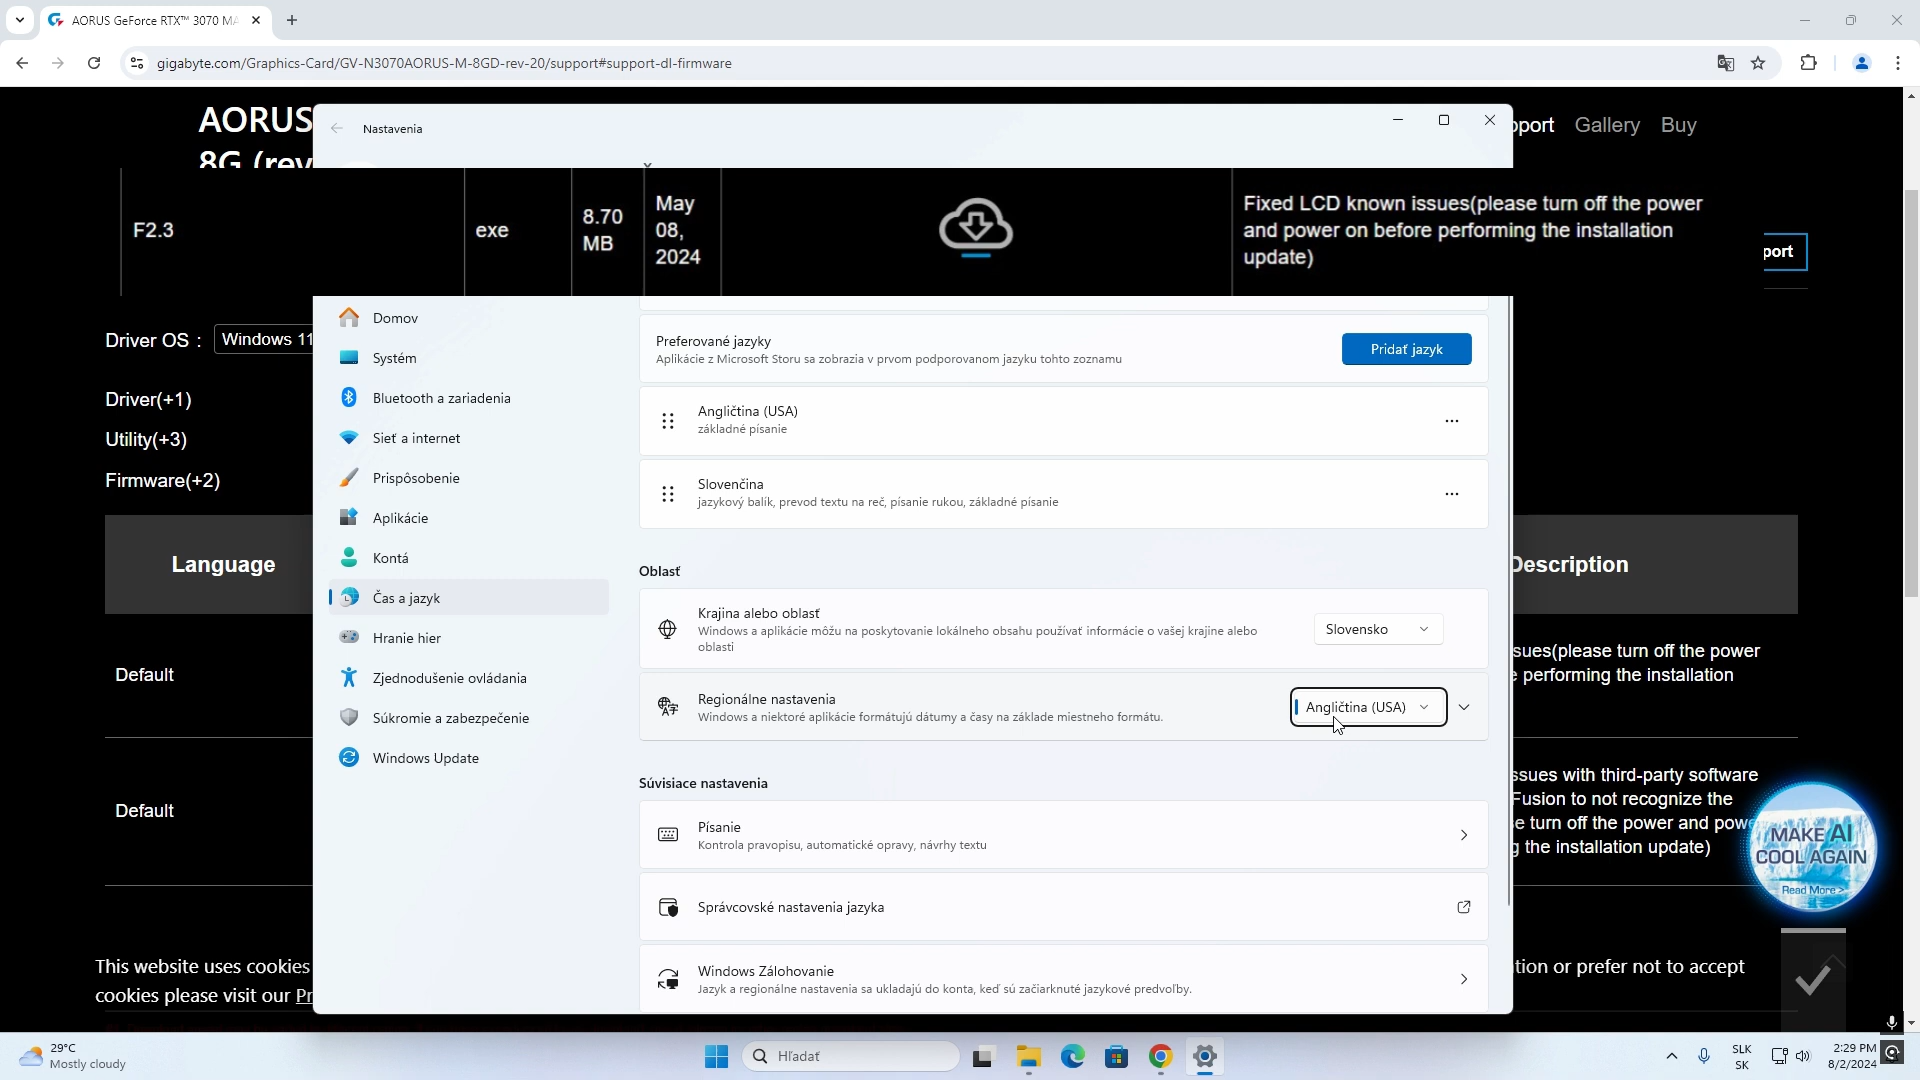 AORUS GeForce RTX™ 3070 MA
gigabyte.com/Graphics-Card/GV-N3070AORUS-M-8GD-rev-20/support#support-dl-firmware
AORUS
8G (rev
Nastavenia
pport Gallery Buy
F2.3
exe
8.70
MB
May
08,
2024
Fixed LCD known issues(please turn off the power
and power on before performing the installation
update)
port
Driver OS : Windows 11
Driver(+1)
Utility(+3)
Firmware(+2)
Language
Description
Default
sues(please turn off the power
performing the installation
Default
ssues with third-party software
Fusion to not recognize the
se turn off the power and powe
g the installation update)
This website uses cookies
cookies please visit our Pr
tion or prefer not to accept
Domov
Systém
Bluetooth a zariadenia
Sieť a internet
Prispôsobenie
Aplikácie
Kontá
Čas a jazyk
Hranie hier
Zjednodušenie ovládania
Súkromie a zabezpečenie
Windows Update
Preferované jazyky
Aplikácie z Microsoft Storu sa zobrazia v prvom podporovanom jazyku tohto zoznamu
Pridať jazyk
Angličtina (USA)
základné písanie
Slovenčina
jazykový balík, prevod textu na reč, písanie rukou, základné písanie
Oblasť
Krajina alebo oblasť
Windows a aplikácie môžu na poskytovanie lokálneho obsahu používať informácie o vašej krajine alebo
oblasti
Slovensko
Regionálne nastavenia
Windows a niektoré aplikácie formátujú dátumy a časy na základe miestneho formátu.
Angličtina (USA)
Súvisiace nastavenia
Písanie
Kontrola pravopisu, automatické opravy, návrhy textu
Správcovské nastavenia jazyka
Windows Zálohovanie
Jazyk a regionálne nastavenia sa ukladajú do konta, keď sú začiarknuté jazykové predvoľby.
MAKE AI
COOL AGAIN
Read More >
29°C
Mostly cloudy
Hľadať
SLK
SK
2:29 PM
8/2/2024